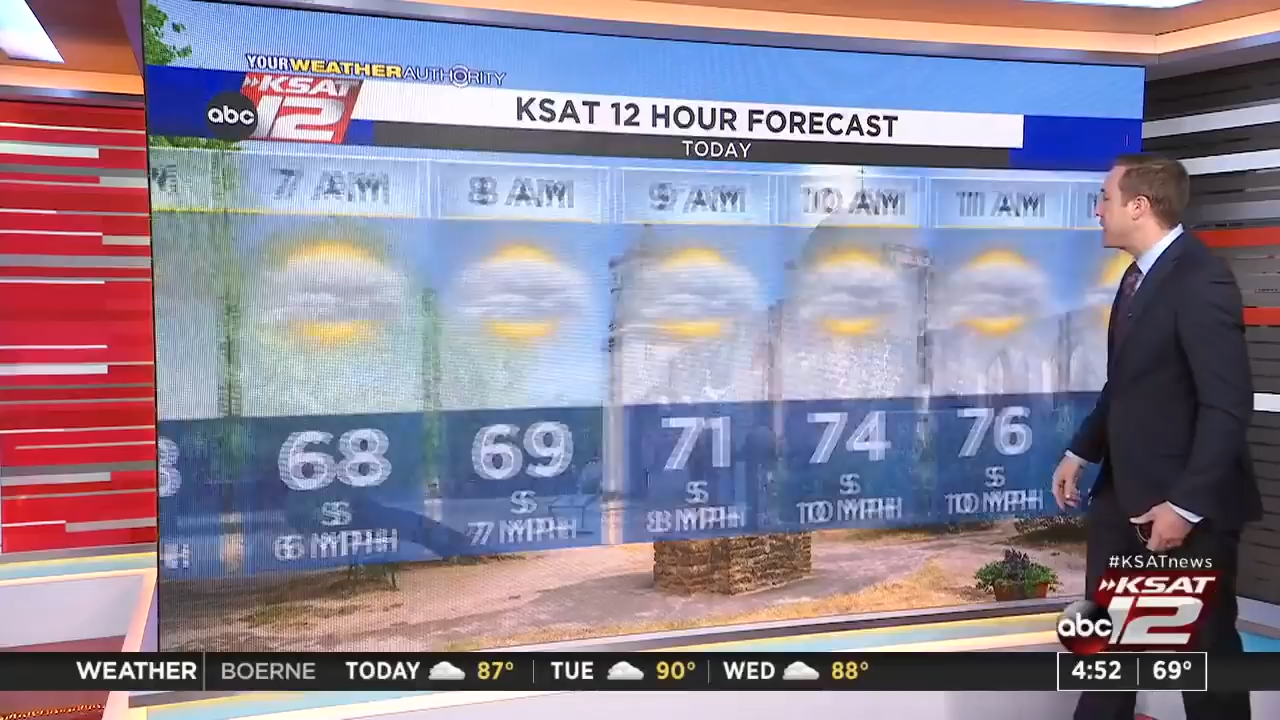 YOUR WEATHER AUTHORITY
abc KSAT 12
KSAT 12 HOUR FORECAST
TODAY
7 AM 8 AM 9 AM 10 AM 11 AM
68 69 71 74 76
S S S S S
6 MPH 7 MPH 8 MPH 10 MPH 10 MPH
#KSATnews
KSAT
abc 12
WEATHER BOERNE TODAY 87° TUE 90° WED 88°
4:52 69°